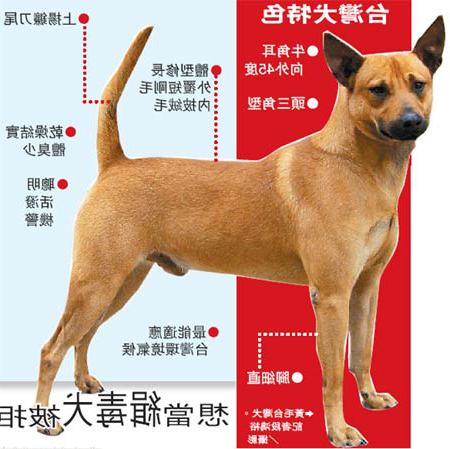 台灣犬特色
牛角耳
向外45度
頭三角型
體型修長
外覆短剛毛
內披絨毛
上揚鐮刀尾
乾燥結實
體臭少
聰明
活潑
機警
最能適應
台灣環境氣候
腳細直
黃毛台灣犬。
記者段鴻裕
／攝影
想當緝毒犬被拒